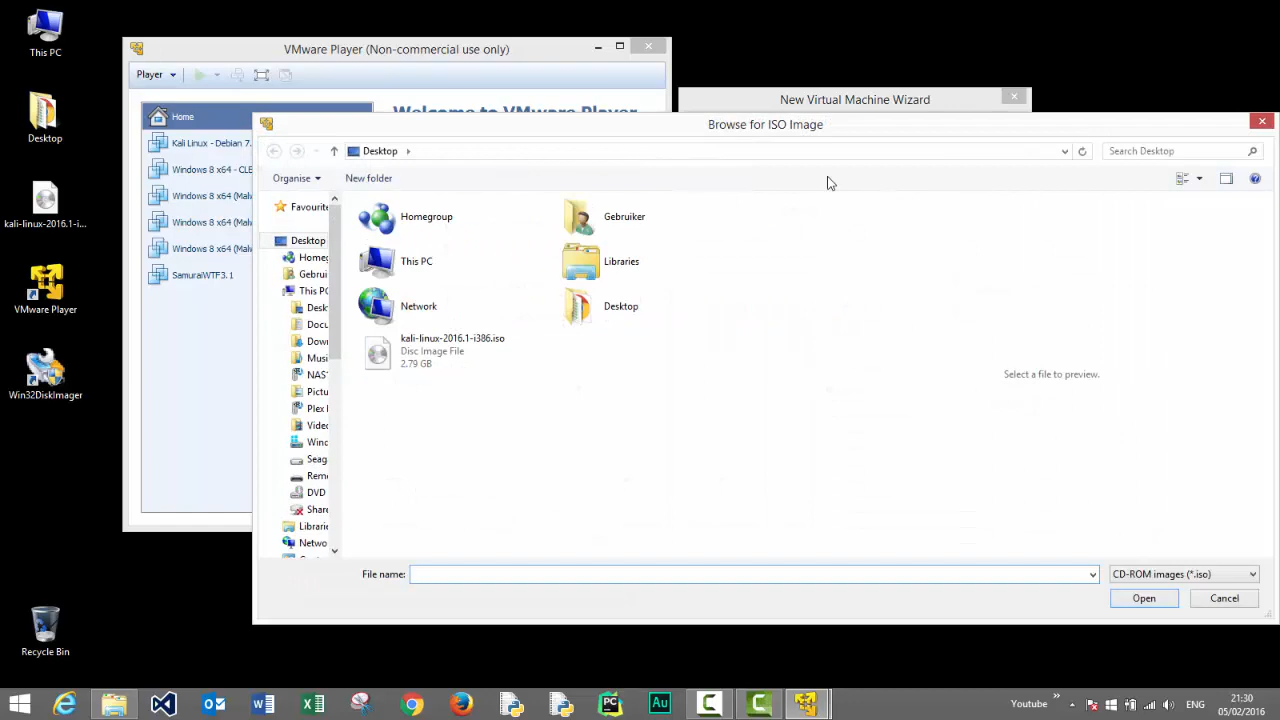 This PC
Desktop
kali-linux-2016.1-i...
VMware Player
Win32DiskImager
Recycle Bin
VMware Player (Non-commercial use only)
Player
Welcome to VMware Player
Home
Kali Linux - Debian 7.
Windows 8 x64 - CLE
Windows 8 x64 (Mal
Windows 8 x64 (Mal
Windows 8 x64 (Mal
SamuraiWTF3.1
New Virtual Machine Wizard
Browse for ISO Image
Desktop
Search Desktop
Organise
New folder
Favourite
Desktop
Homeg
Gebrui
This PC
Desk
Docu
Down
Musi
NAS
Pictu
Plex
Video
Wind
Seag
Rem
DVD
Share
Librarie
Netwo
Homegroup
Gebruiker
This PC
Libraries
Network
Desktop
kali-linux-2016.1-i386.iso
Disc Image File
2.79 GB
Select a file to preview.
File name:
CD-ROM images (*.iso)
Open
Cancel
Youtube
ENG
21:30
05/02/2016